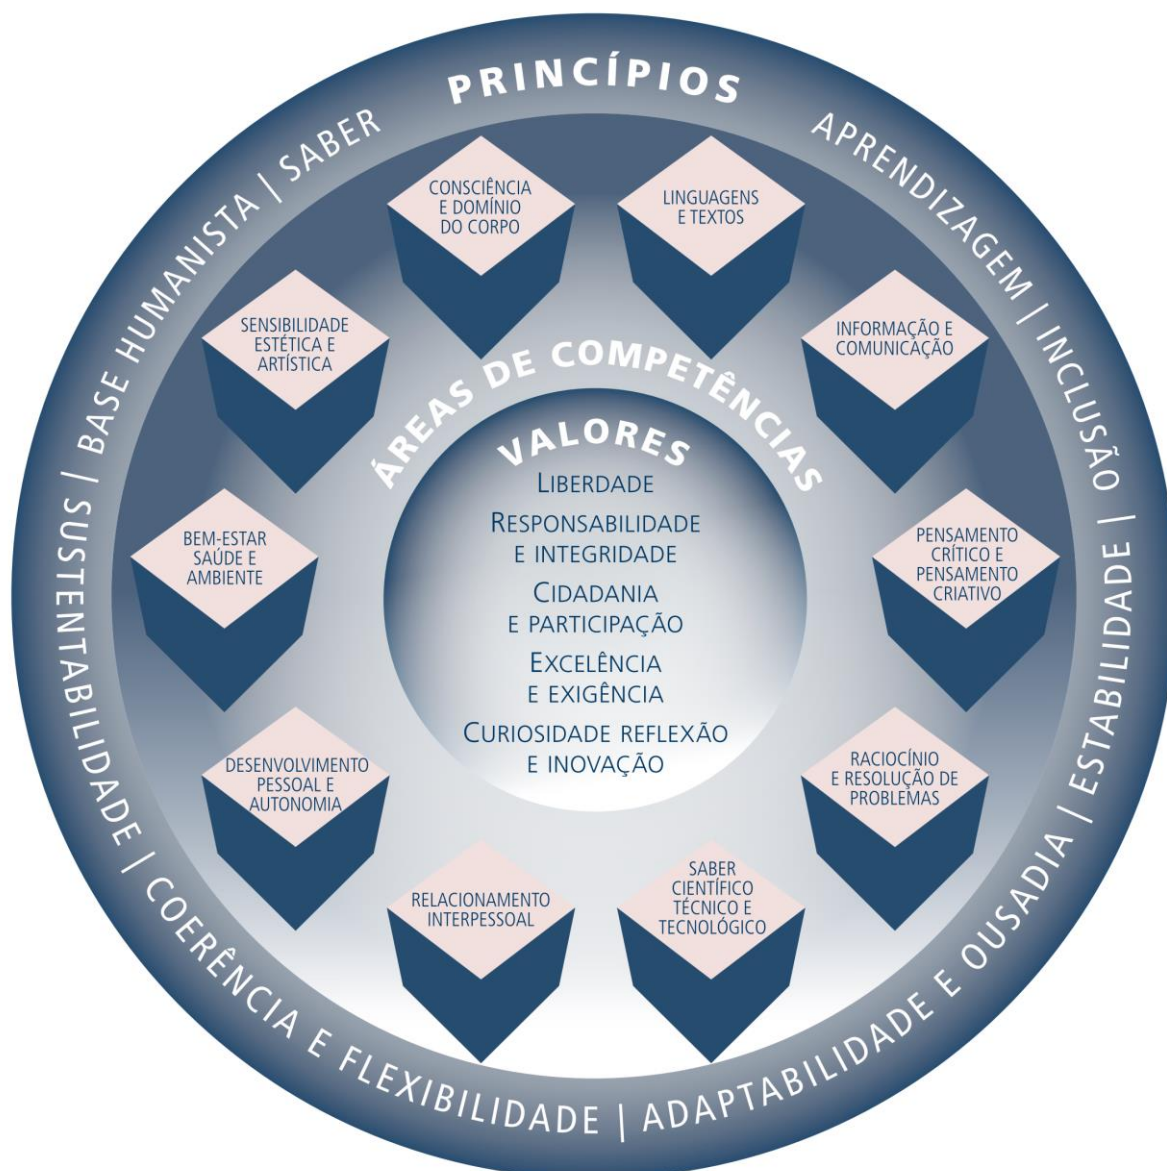 PRINCÍPIOS
APRENDIZAGEM | INCLUSÃO | ESTABILIDADE | ADAPTABILIDADE E OUSADIA | COERÊNCIA E FLEXIBILIDADE | SUSTENTABILIDADE | BASE HUMANISTA | SABER
ÁREAS DE COMPETÊNCIAS
LINGUAGENS
E TEXTOS
INFORMAÇÃO E
COMUNICAÇÃO
PENSAMENTO
CRÍTICO E
PENSAMENTO
CRIATIVO
RACIOCÍNIO
E RESOLUÇÃO DE
PROBLEMAS
SABER
CIENTÍFICO
TÉCNICO E
TECNOLÓGICO
RELACIONAMENTO
INTERPESSOAL
DESENVOLVIMENTO
PESSOAL E
AUTONOMIA
BEM-ESTAR
SAÚDE E
AMBIENTE
SENSIBILIDADE
ESTÉTICA E
ARTÍSTICA
CONSCIÊNCIA
E DOMÍNIO
DO CORPO
VALORES
LIBERDADE
RESPONSABILIDADE
E INTEGRIDADE
CIDADANIA
E PARTICIPAÇÃO
EXCELÊNCIA
E EXIGÊNCIA
CURIOSIDADE REFLEXÃO
E INOVAÇÃO